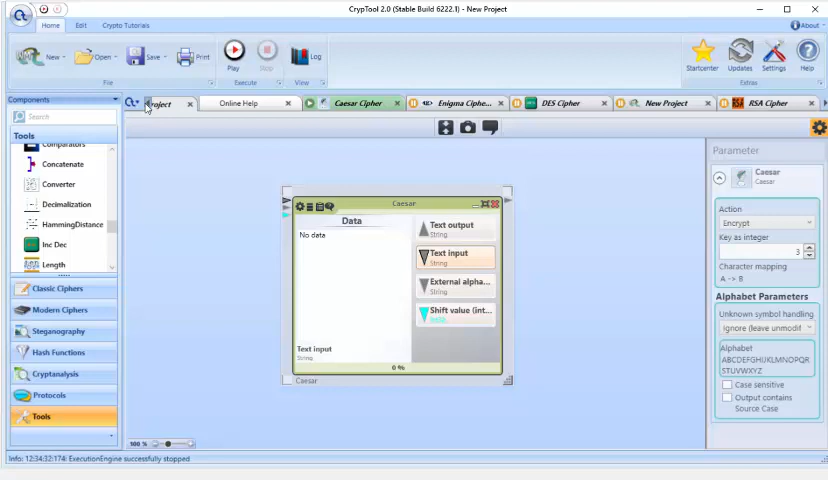 CrypTool 2.0 (Stable Build 6222.1) - New Project
Home Edit Crypto Tutorials About
New Open Save Print Play Stop Log Startcenter Updates Settings Help
File Execute View Extras
Components
Search
Tools
Comparators
Concatenate
Converter
Decimalization
HammingDistance
Inc Dec
Length
Classic Ciphers
Modern Ciphers
Steganography
Hash Functions
Cryptanalysis
Protocols
Tools
roject Online Help Caesar Cipher Enigma Ciphe... DES Cipher New Project RSA Cipher
Caesar
Data
No data
Text input
String
Text output
String
Text input
String
External alpha...
String
Shift value (int...
Int32
0 %
Caesar
100 %
Parameter
Caesar
Caesar
Action
Encrypt
Key as integer
3
Character mapping
A -> B
Alphabet Parameters
Unknown symbol handling
Ignore (leave unmodif
Alphabet
ABCDEFGHIJKLMNOPQR
STUVWXYZ
Case sensitive
Output contains
Source Case
Info: 12:34:32:174: ExecutionEngine successfully stopped